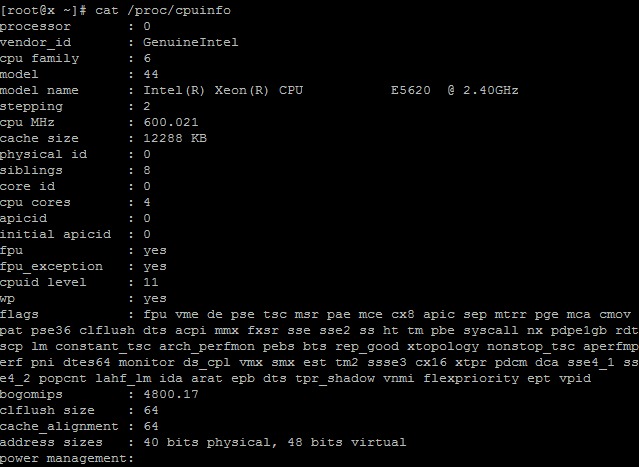 [root@x ~]# cat /proc/cpuinfo
processor       : 0
vendor_id       : GenuineIntel
cpu family      : 6
model           : 44
model name      : Intel(R) Xeon(R) CPU           E5620  @ 2.40GHz
stepping        : 2
cpu MHz         : 600.021
cache size      : 12288 KB
physical id     : 0
siblings        : 8
core id         : 0
cpu cores       : 4
apicid          : 0
initial apicid  : 0
fpu             : yes
fpu_exception   : yes
cpuid level     : 11
wp              : yes
flags           : fpu vme de pse tsc msr pae mce cx8 apic sep mtrr pge mca cmov
pat pse36 clflush dts acpi mmx fxsr sse sse2 ss ht tm pbe syscall nx pdpe1gb rdt
scp lm constant_tsc arch_perfmon pebs bts rep_good xtopology nonstop_tsc aperfmp
erf pni dtes64 monitor ds_cpl vmx smx est tm2 ssse3 cx16 xtpr pdcm dca sse4_1 ss
e4_2 popcnt lahf_lm ida arat epb dts tpr_shadow vnmi flexpriority ept vpid
bogomips        : 4800.17
clflush size    : 64
cache_alignment : 64
address sizes   : 40 bits physical, 48 bits virtual
power management: